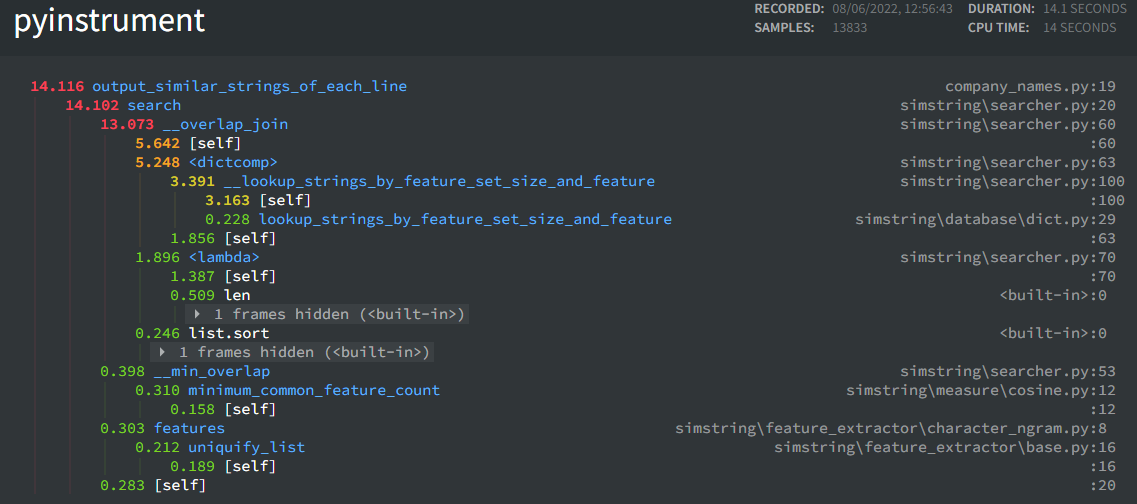 pyinstrument
RECORDED: 08/06/2022, 12:56:43 DURATION: 14.1 SECONDS
SAMPLES: 13833 CPU TIME: 14 SECONDS
14.116 output_similar_strings_of_each_line company_names.py:19
14.102 search simstring\searcher.py:20
13.073 __overlap_join simstring\searcher.py:60
5.642 [self] :60
5.248 <dictcomp> simstring\searcher.py:63
3.391 __lookup_strings_by_feature_set_size_and_feature simstring\searcher.py:100
3.163 [self] :100
0.228 lookup_strings_by_feature_set_size_and_feature simstring\database\dict.py:29
1.856 [self] :63
1.896 <lambda> simstring\searcher.py:70
1.387 [self] :70
0.509 len <built-in>:0
1 frames hidden (<built-in>)
0.246 list.sort <built-in>:0
1 frames hidden (<built-in>)
0.398 __min_overlap simstring\searcher.py:53
0.310 minimum_common_feature_count simstring\measure\cosine.py:12
0.158 [self] :12
0.303 features simstring\feature_extractor\character_ngram.py:8
0.212 uniquify_list simstring\feature_extractor\base.py:16
0.189 [self] :16
0.283 [self] :20